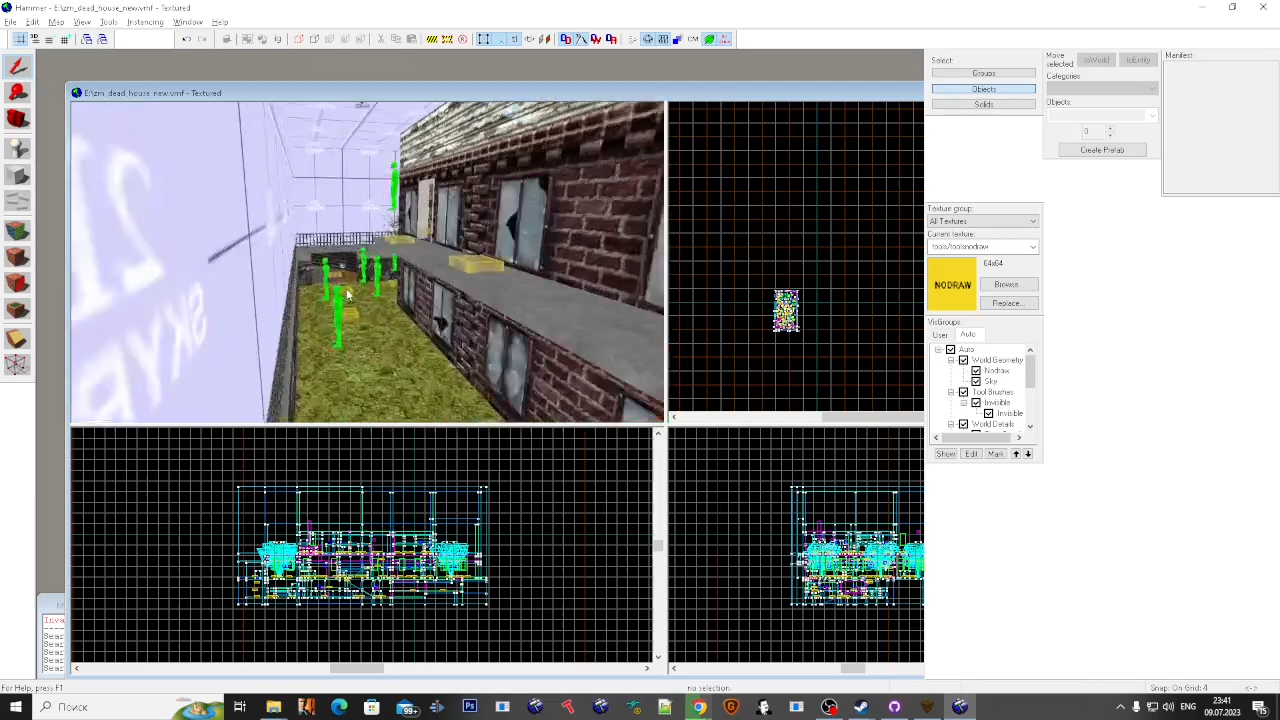 Hammer - E:\zm_dead_house_new.vmf - Textured
File Edit Map View Tools Instancing Window Help
E:\zm_dead_house_new.vmf - Textured
Select:
Groups
Objects
Solids
Move selected:
toWorld
toEntity
Categories:
Objects:
0
Create Prefab
Manifest:
Texture group:
All Textures
Current texture:
tools/toolsnodraw
NODRAW
64x64
Browse...
Replace...
VisGroups:
User
Auto
Auto
World Geometry
Nodraw
Sky
Tool Brushes
Invisible
Invisible
World Details
Show
Edit
Mark
For Help, press F1
no selection.
Snap: On Grid: 4
<->
Поиск
99+
ENG
23:41
09.07.2023